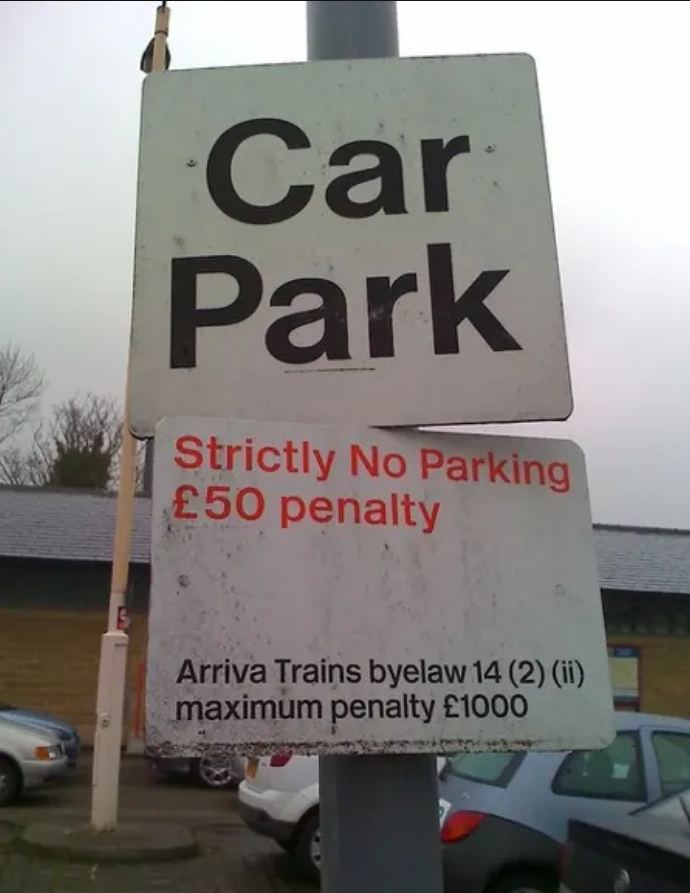 Car
Park
Strictly No Parking
£50 penalty
Arriva Trains byelaw 14 (2) (ii)
maximum penalty £1000